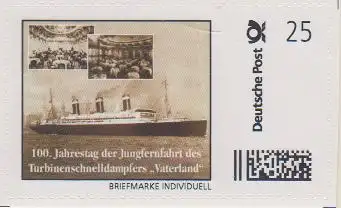 100. Jahrestag der Jungfernfahrt des
Turbinenschnelldampfers „Vaterland"
BRIEFMARKE INDIVIDUELL
Deutsche Post
25